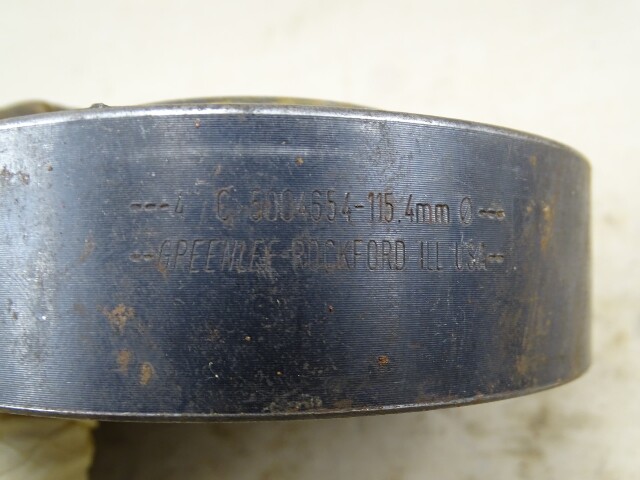 ---4 C 5004654-115.4mm Ø---
--GREENLEE-ROCKFORD ILL USA--